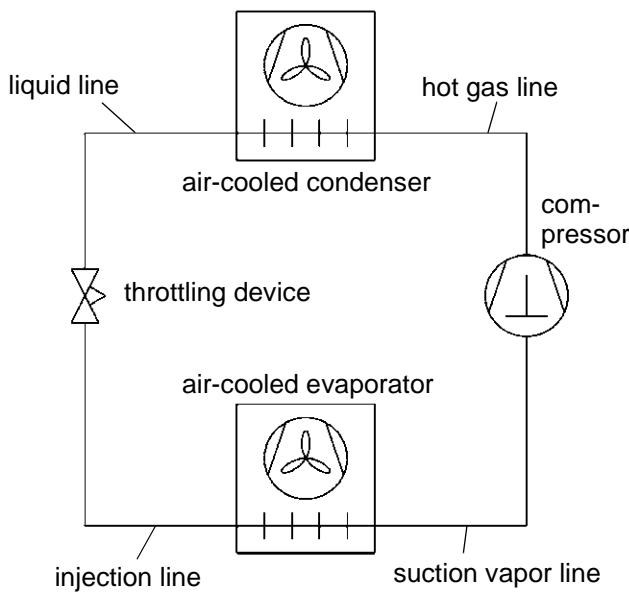 liquid line
hot gas line
air-cooled condenser
com-
pressor
throttling device
air-cooled evaporator
injection line
suction vapor line